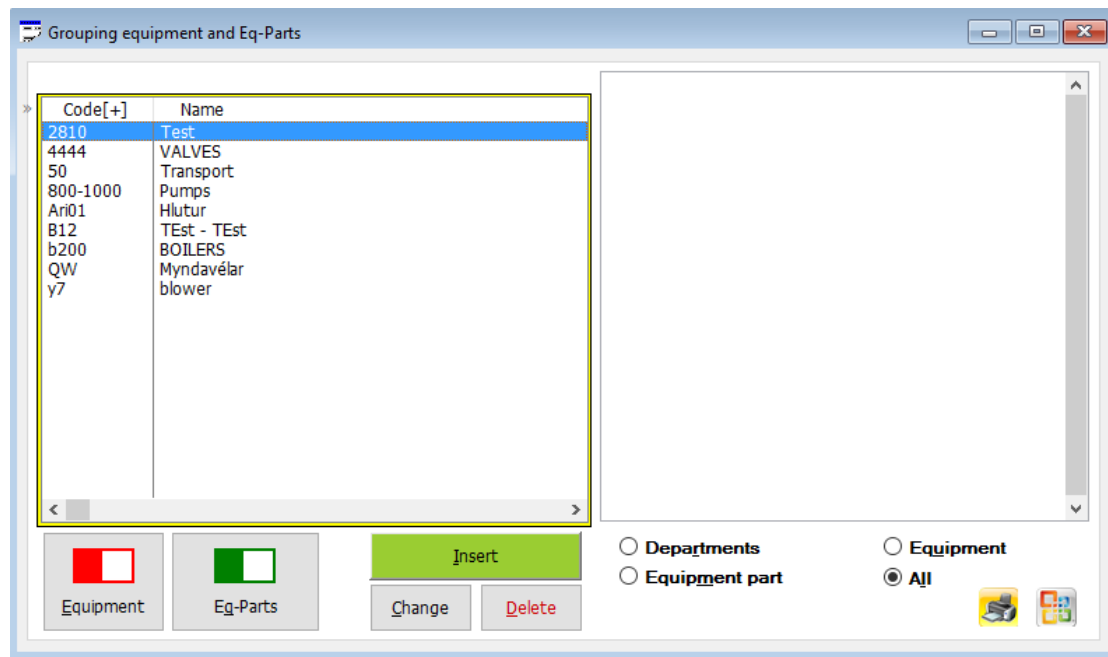 Grouping equipment and Eq-Parts
»
Code[+] Name
2810 Test
4444 VALVES
50 Transport
800-1000 Pumps
Ari01 Hlutur
B12 TEst - TEst
b200 BOILERS
QW Myndavélar
y7 blower
Equipment
Eq-Parts
Insert
Change
Delete
Departments
Equipment
Equipment part
All